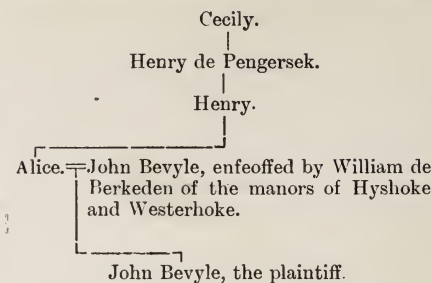 Cecily.
Henry de Pengersek.
Henry.
Alice.=John Bevyle, enfeoffed by William de
Berkeden of the manors of Hyshoke
and Westerhoke.
John Bevyle, the plaintiff.